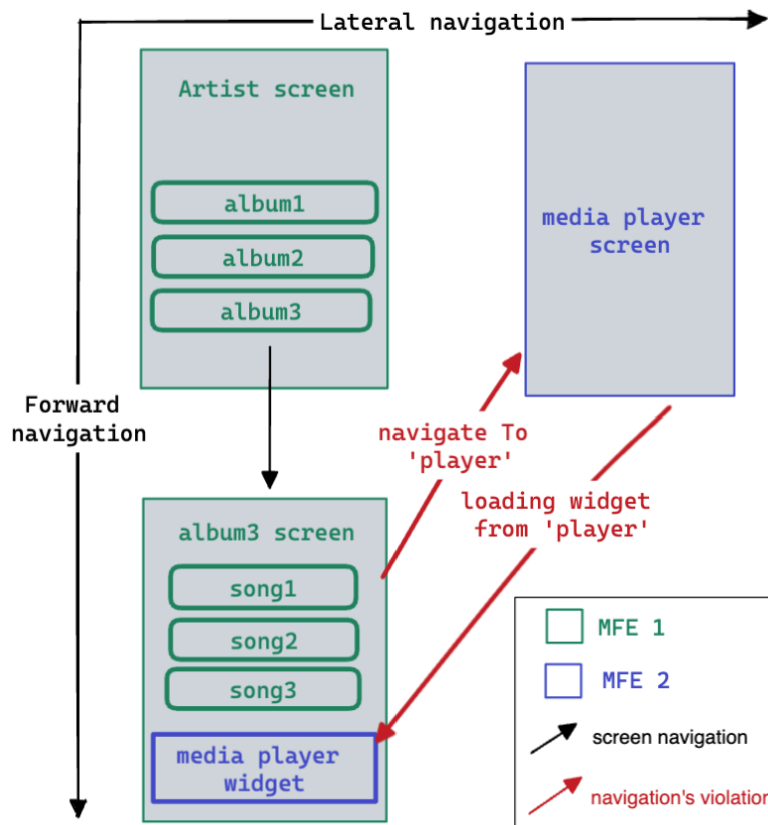 Lateral navigation
Artist screen
album1
album2
album3
media player
screen
Forward
navigation
navigate To
'player'
loading widget
from 'player'
album3 screen
song1
song2
song3
media player
widget
MFE 1
MFE 2
screen navigation
navigation's violation